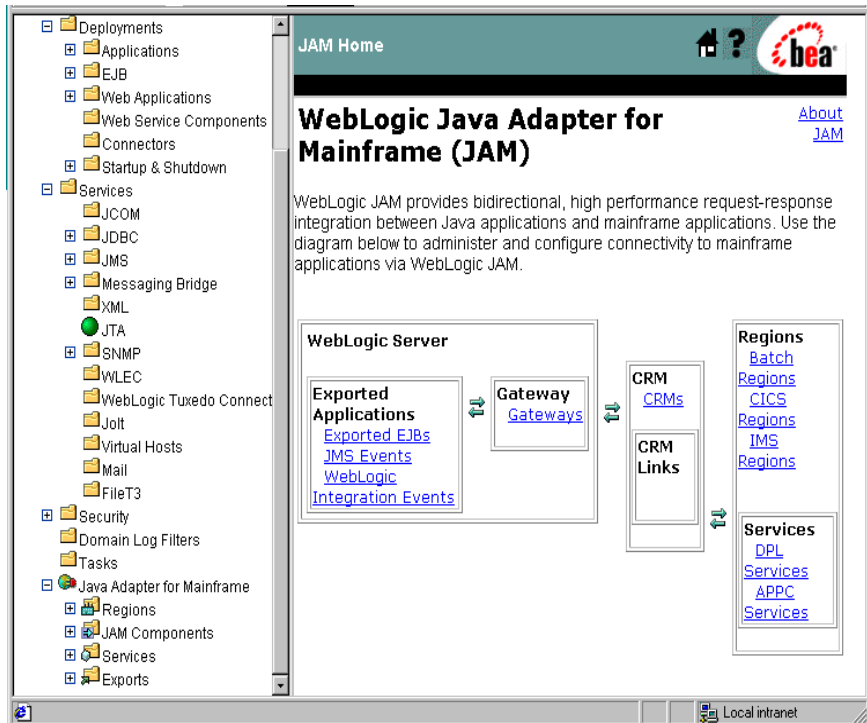 Deployments
Applications
EJB
Web Applications
Web Service Components
Connectors
Startup & Shutdown
Services
JCOM
JDBC
JMS
Messaging Bridge
XML
JTA
SNMP
WLEC
WebLogic Tuxedo Connect
Jolt
Virtual Hosts
Mail
FileT3
Security
Domain Log Filters
Tasks
Java Adapter for Mainframe
Regions
JAM Components
Services
Exports
JAM Home
?
bea
WebLogic Java Adapter for
Mainframe (JAM)
About
JAM
WebLogic JAM provides bidirectional, high performance request-response
integration between Java applications and mainframe applications. Use the
diagram below to administer and configure connectivity to mainframe
applications via WebLogic JAM.
WebLogic Server
Exported
Applications
Exported EJBs
JMS Events
WebLogic
Integration Events
Gateway
Gateways
CRM
CRMs
CRM
Links
Regions
Batch
Regions
CICS
Regions
IMS
Regions
Services
DPL
Services
APPC
Services
Local intranet